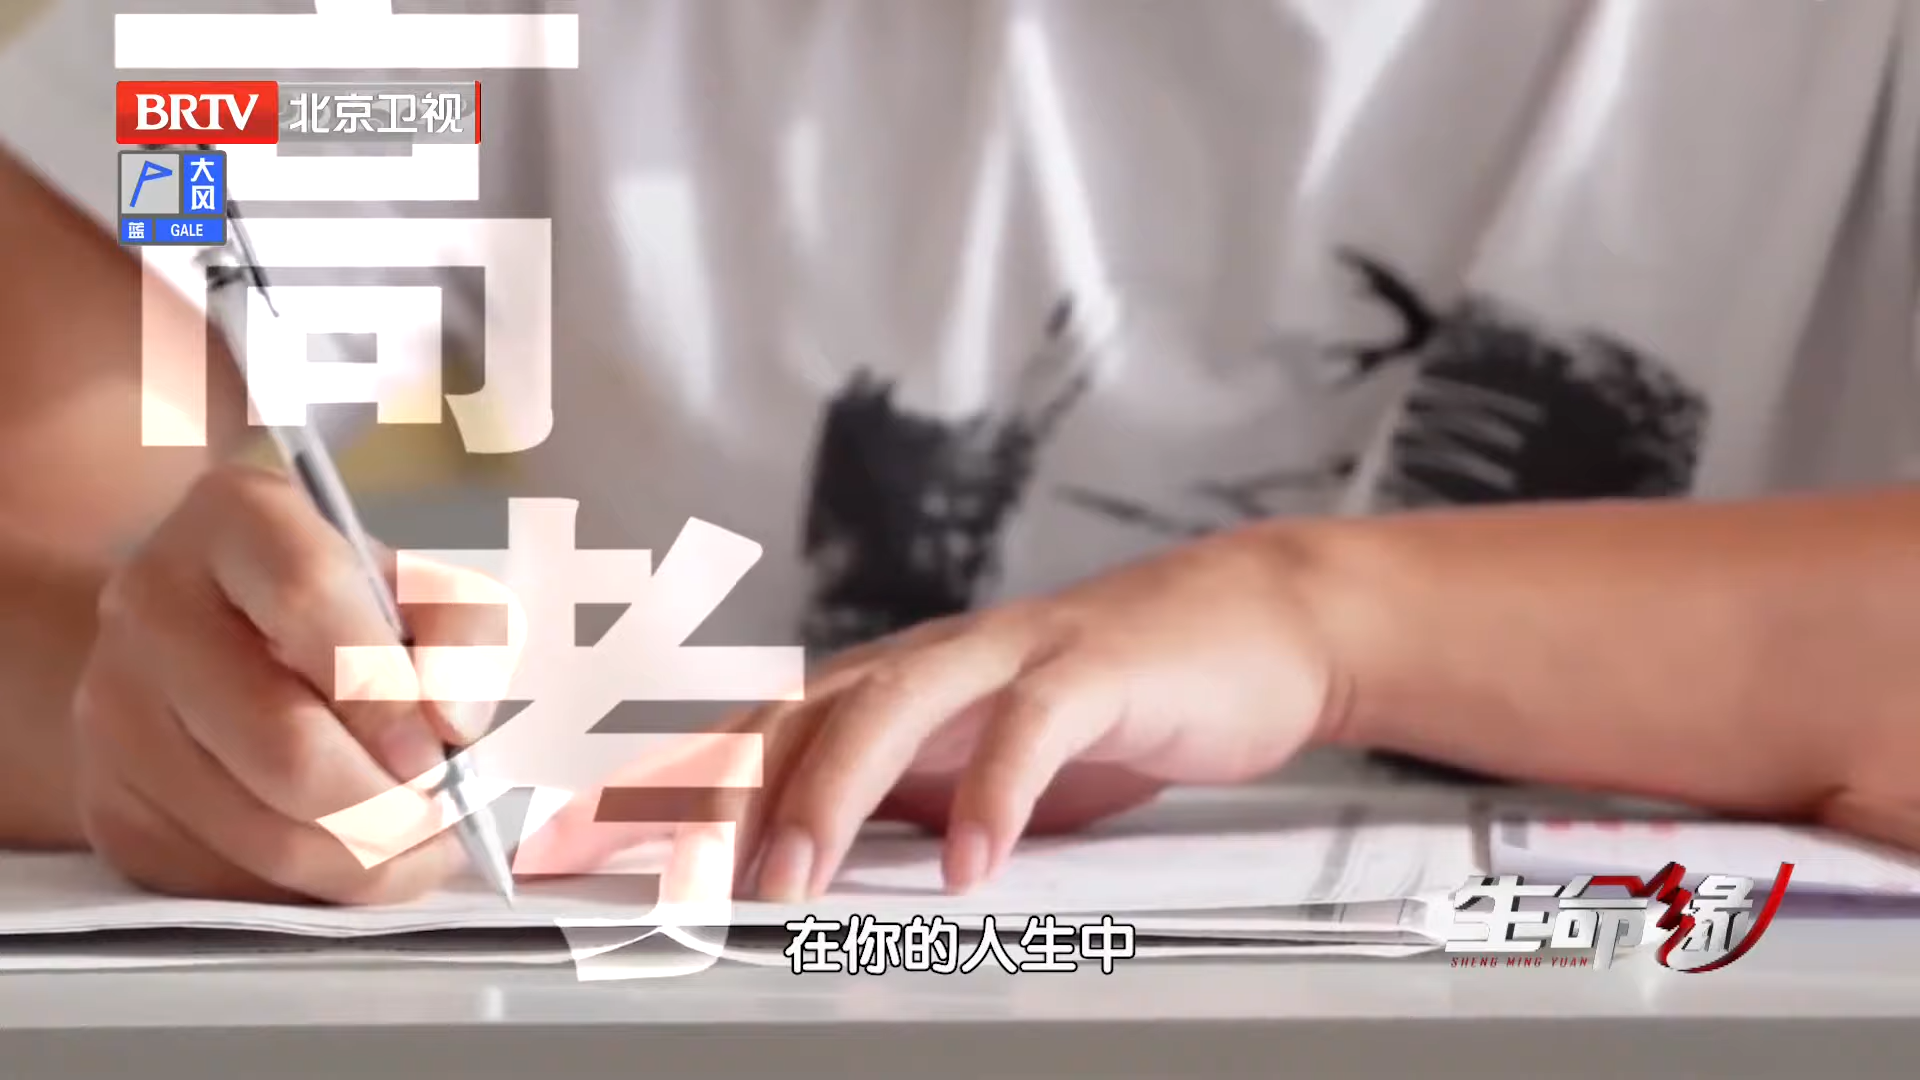 高考
BRTV 北京卫视
大风
蓝 GALE
在你的人生中
生命缘
SHENG MING YUAN